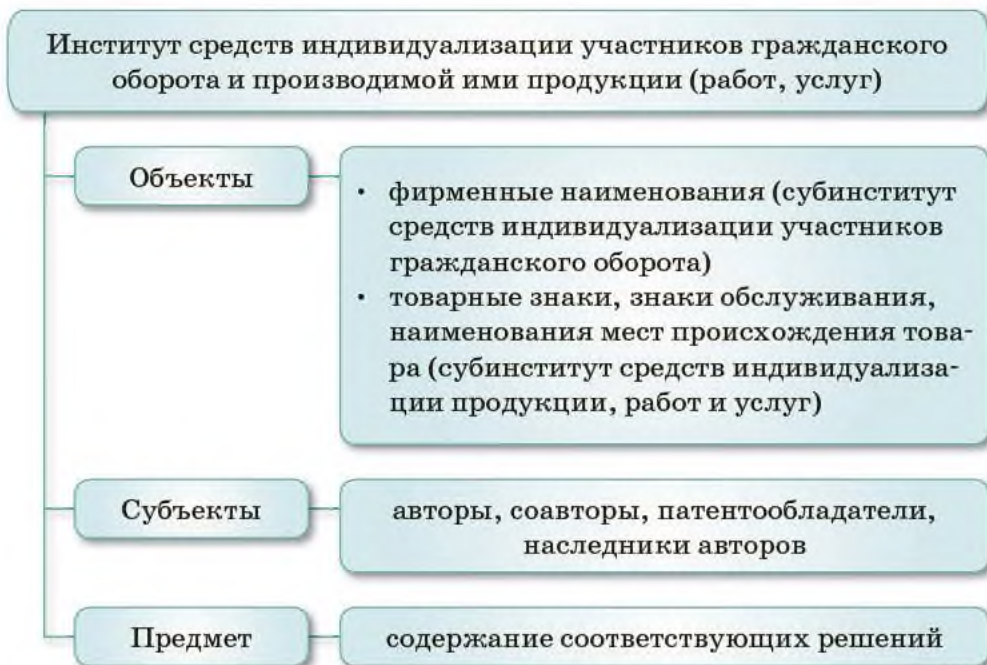 Институт средств индивидуализации участников гражданского
оборота и производимой ими продукции (работ, услуг)
Объекты
• фирменные наименования (субинститут
средств индивидуализации участников
гражданского оборота)
• товарные знаки, знаки обслуживания,
наименования мест происхождения това-
ра (субинститут средств индивидуализа-
ции продукции, работ и услуг)
Субъекты
авторы, соавторы, патентообладатели,
наследники авторов
Предмет
содержание соответствующих решений